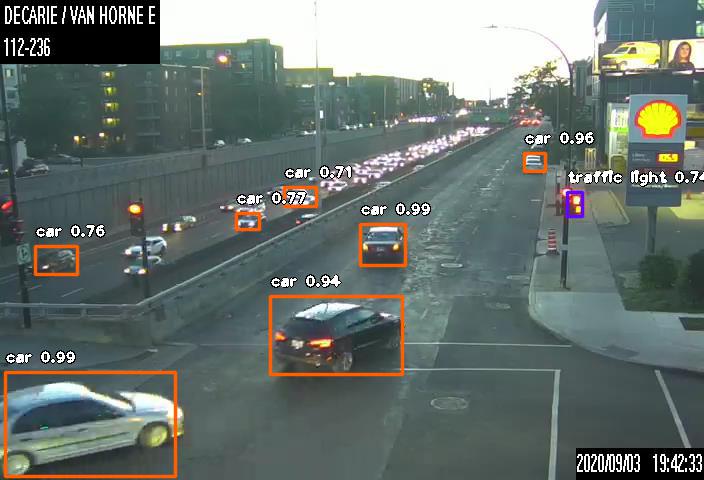 DECARIE / VAN HORNE E
112-236
car 0.96
car 0.71
traffic light 0.74
car 0.77
car 0.99
car 0.76
car 0.94
car 0.99
2020/09/03 19:42:33